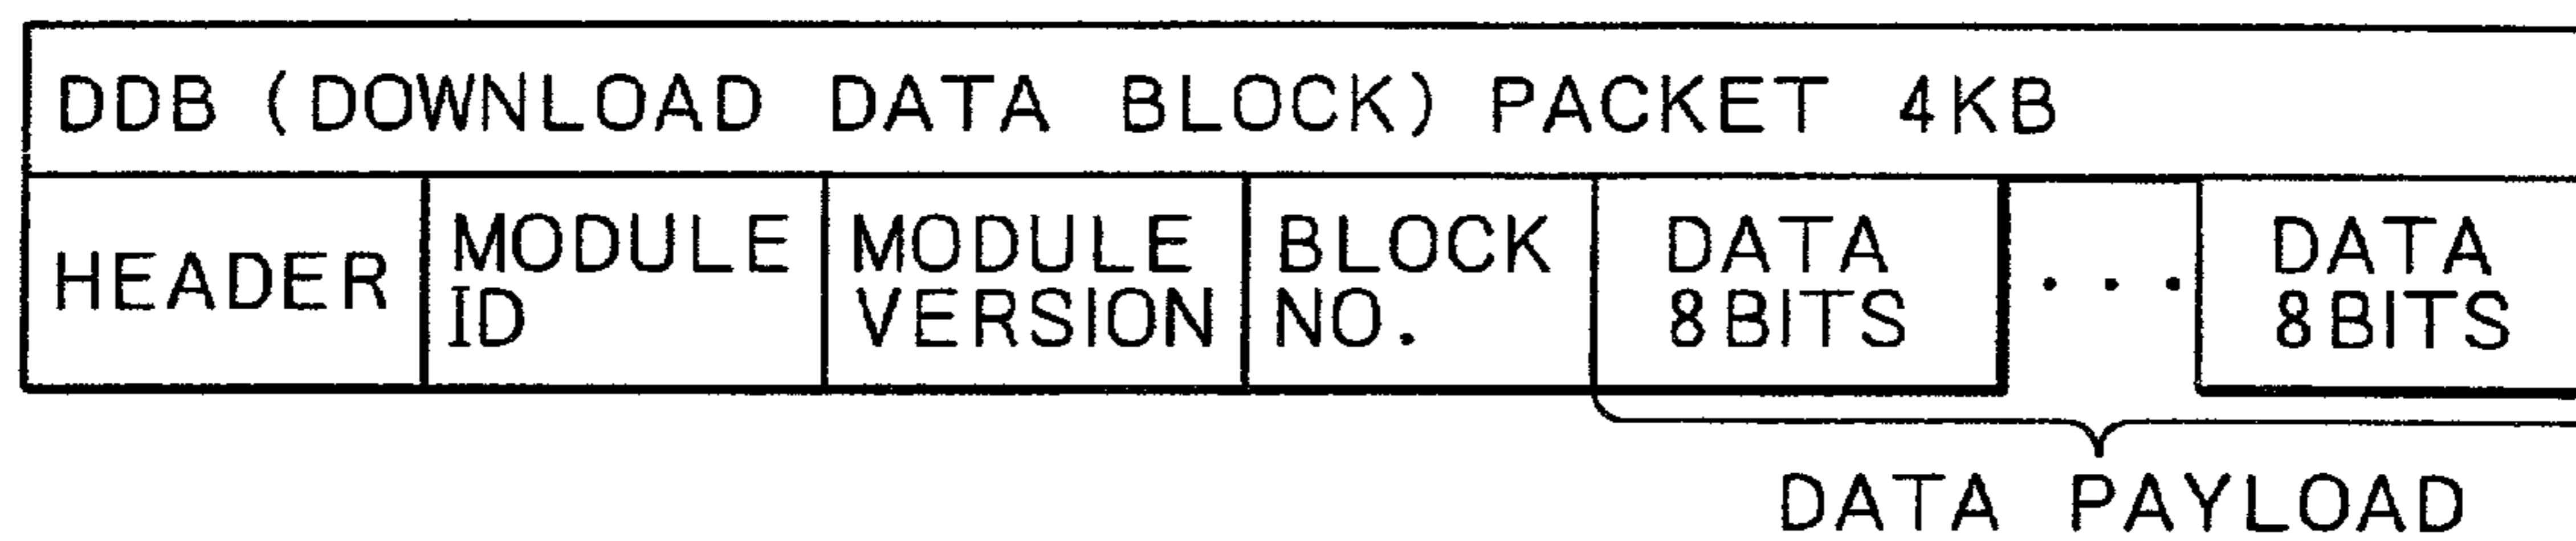 DDB (DOWNLOAD DATA BLOCK) PACKET 4KB
HEADER
MODULE
ID
MODULE
VERSION
BLOCK
NO.
DATA
8BITS
...
DATA
8BITS
DATA PAYLOAD